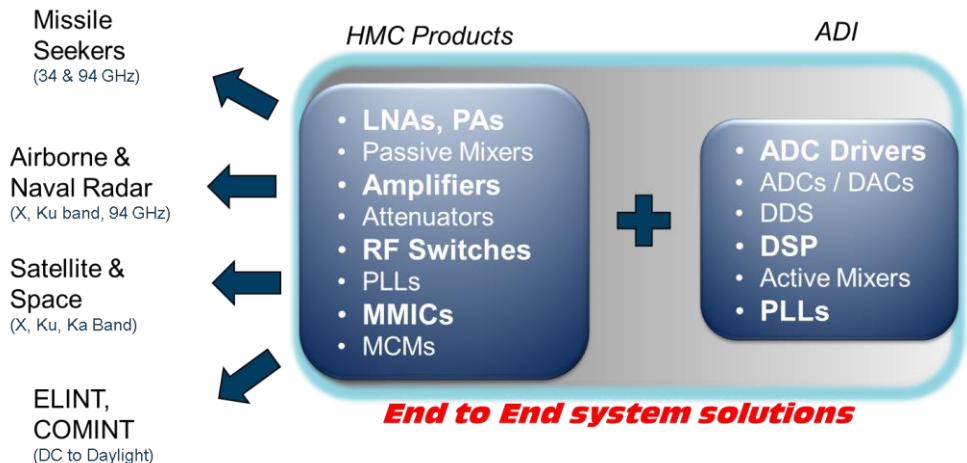 Missile
Seekers
(34 & 94 GHz)
Airborne &
Naval Radar
(X, Ku band, 94 GHz)
Satellite &
Space
(X, Ku, Ka Band)
ELINT,
COMINT
(DC to Daylight)
HMC Products
• LNAs, PAs
• Passive Mixers
• Amplifiers
• Attenuators
• RF Switches
• PLLs
• MMICs
• MCMs
ADI
• ADC Drivers
• ADCs / DACs
• DDS
• DSP
• Active Mixers
• PLLs
End to End system solutions